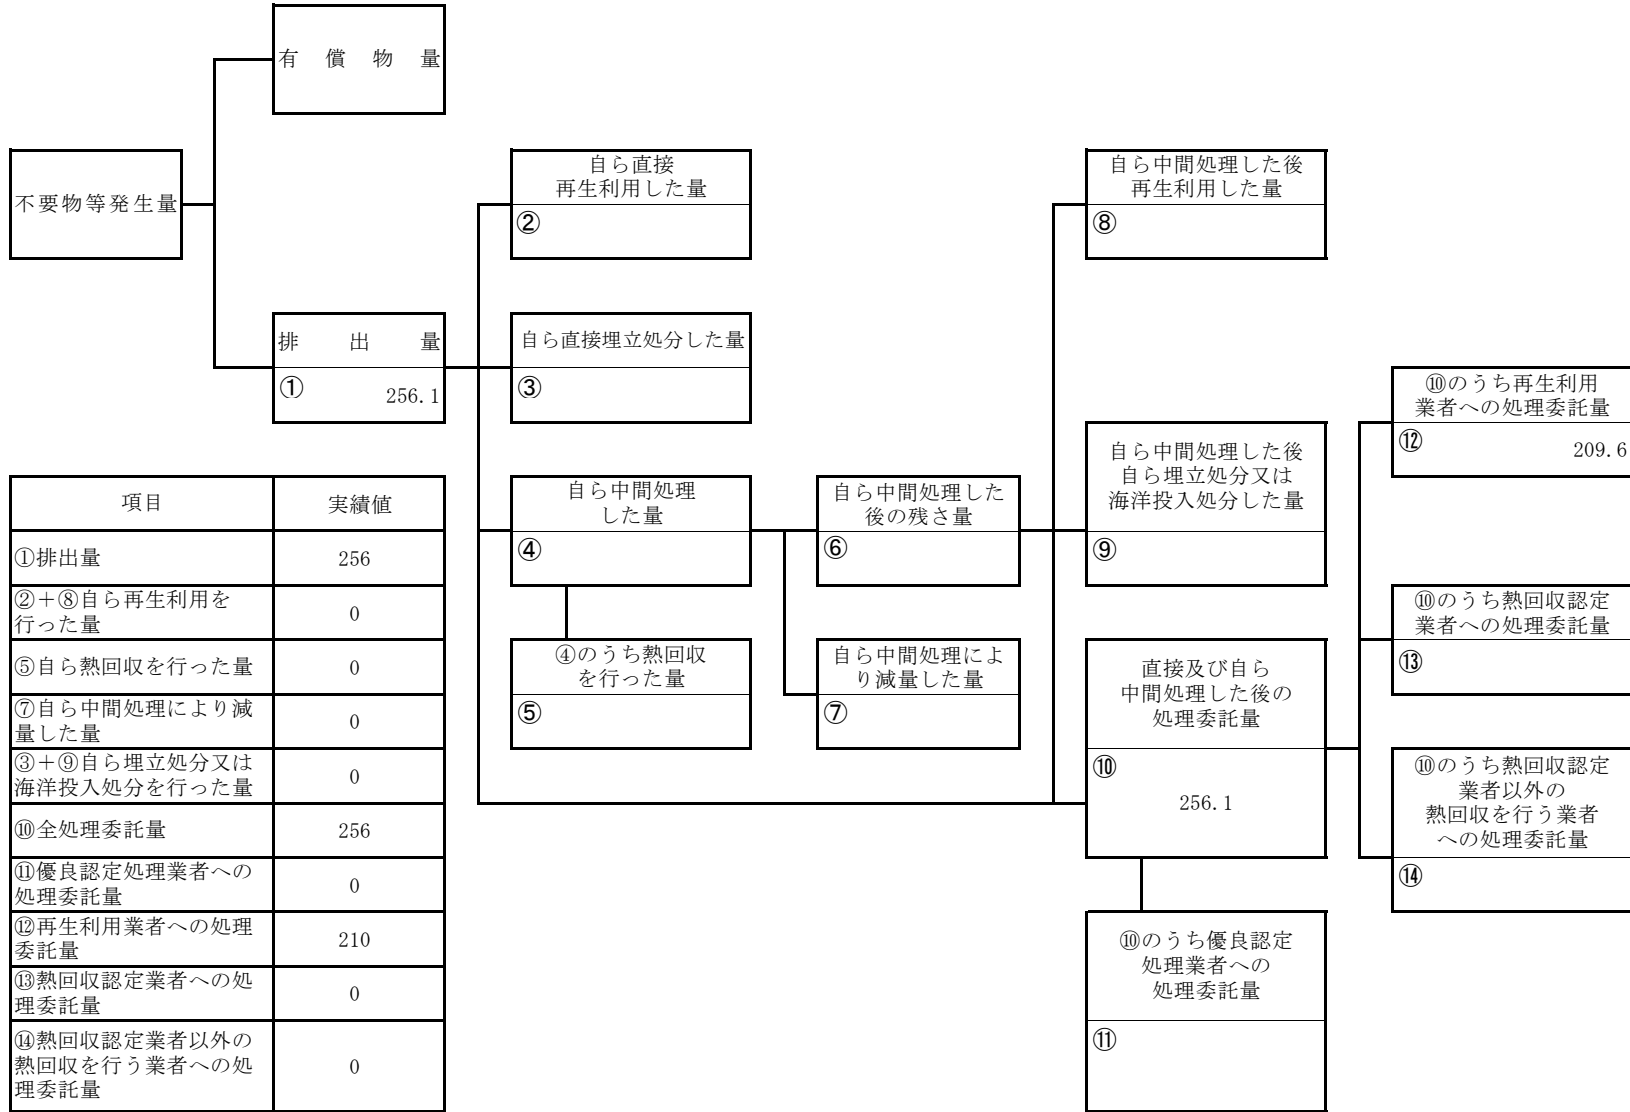 有償物量
不要物等発生量
排出量
① 256.1
自ら直接
再生利用した量
②
自ら直接埋立処分した量
③
自ら中間処理
した量
④
④のうち熱回収
を行った量
⑤
自ら中間処理した
後の残さ量
⑥
自ら中間処理によ
り減量した量
⑦
自ら中間処理した後
再生利用した量
⑧
自ら中間処理した後
自ら埋立処分又は
海洋投入処分した量
⑨
直接及び自ら
中間処理した後の
処理委託量
⑩
256.1
⑩のうち優良認定
処理業者への
処理委託量
⑪
⑩のうち再生利用
業者への処理委託量
⑫ 209.6
⑩のうち熱回収認定
業者への処理委託量
⑬
⑩のうち熱回収認定
業者以外の
熱回収を行う業者
への処理委託量
⑭
項目 実績値
①排出量 256
②+⑧自ら再生利用を
行った量 0
⑤自ら熱回収を行った量 0
⑦自ら中間処理により減
量した量 0
③+⑨自ら埋立処分又は
海洋投入処分を行った量 0
⑩全処理委託量 256
⑪優良認定処理業者への
処理委託量 0
⑫再生利用業者への処理
委託量 210
⑬熱回収認定業者への処
理委託量 0
⑭熱回収認定業者以外の
熱回収を行う業者への処
理委託量 0